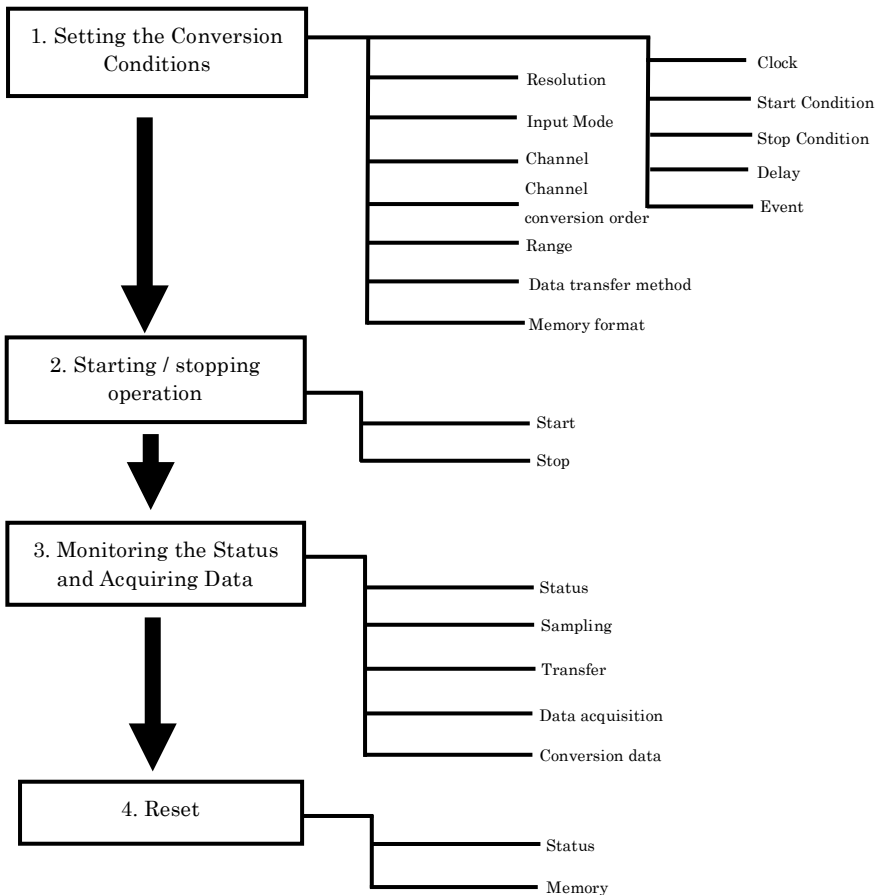 1. Setting the Conversion
Conditions
Resolution
Input Mode
Channel
Channel
conversion order
Range
Data transfer method
Memory format
Clock
Start Condition
Stop Condition
Delay
Event
2. Starting / stopping
operation
Start
Stop
3. Monitoring the Status
and Acquiring Data
Status
Sampling
Transfer
Data acquisition
Conversion data
4. Reset
Status
Memory